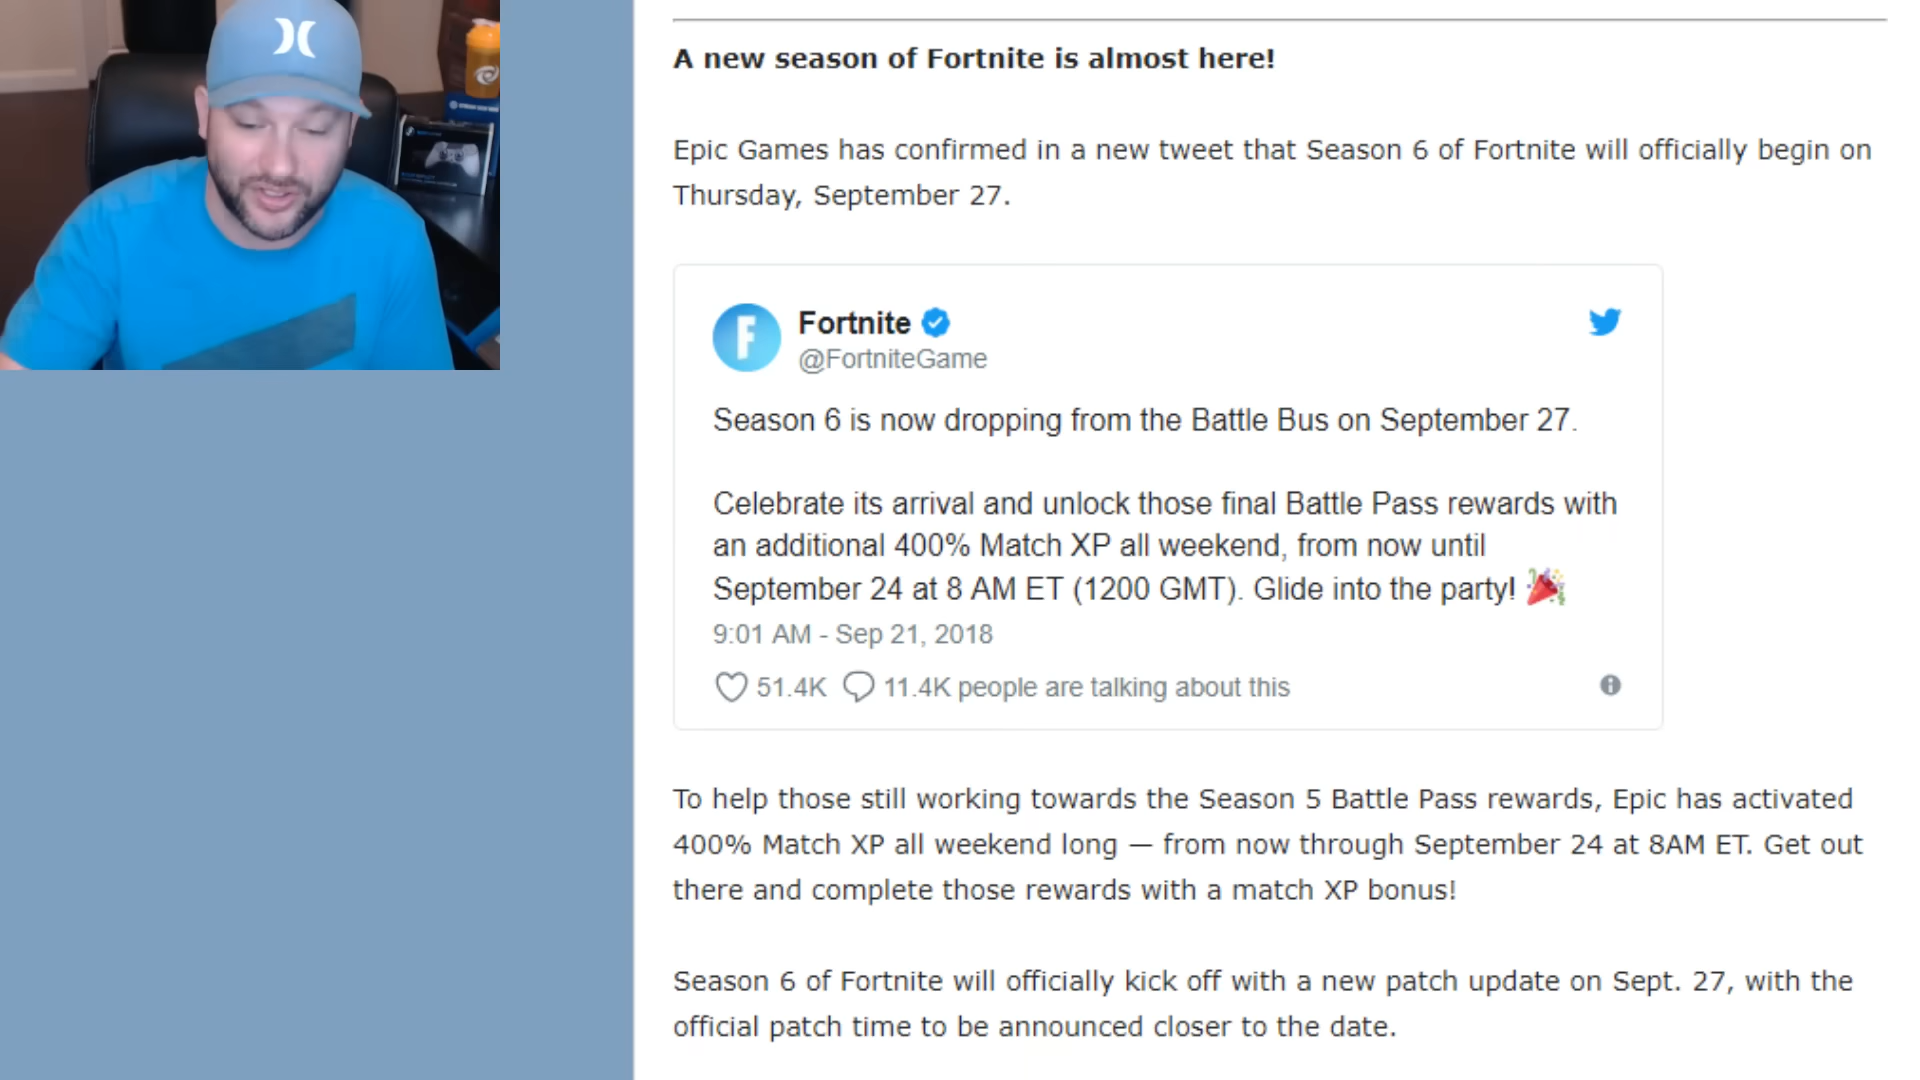 A new season of Fortnite is almost here!
Epic Games has confirmed in a new tweet that Season 6 of Fortnite will officially begin on
Thursday, September 27.
Fortnite
@FortniteGame
Season 6 is now dropping from the Battle Bus on September 27.
Celebrate its arrival and unlock those final Battle Pass rewards with
an additional 400% Match XP all weekend, from now until
September 24 at 8 AM ET (1200 GMT). Glide into the party! 🎉
9:01 AM - Sep 21, 2018
51.4K 11.4K people are talking about this
To help those still working towards the Season 5 Battle Pass rewards, Epic has activated
400% Match XP all weekend long — from now through September 24 at 8AM ET. Get out
there and complete those rewards with a match XP bonus!
Season 6 of Fortnite will officially kick off with a new patch update on Sept. 27, with the
official patch time to be announced closer to the date.